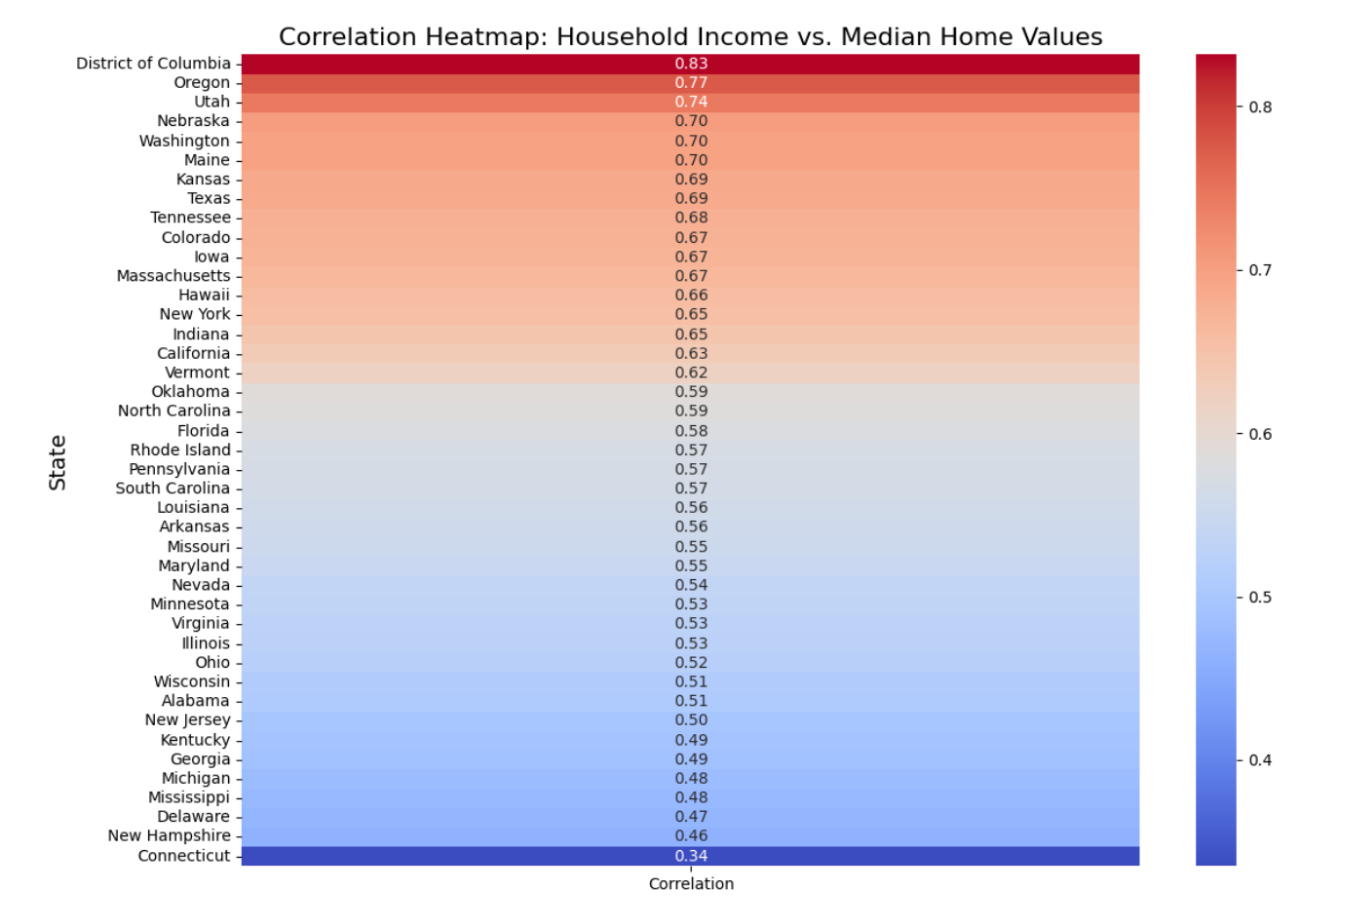 Correlation Heatmap: Household Income vs. Median Home Values
District of Columbia 0.83
Oregon 0.77
Utah 0.74
Nebraska 0.70
Washington 0.70
Maine 0.70
Kansas 0.69
Texas 0.69
Tennessee 0.68
Colorado 0.67
Iowa 0.67
Massachusetts 0.67
Hawaii 0.66
New York 0.65
Indiana 0.65
California 0.63
Vermont 0.62
Oklahoma 0.59
North Carolina 0.59
Florida 0.58
Rhode Island 0.57
Pennsylvania 0.57
South Carolina 0.57
Louisiana 0.56
Arkansas 0.56
Missouri 0.55
Maryland 0.55
Nevada 0.54
Minnesota 0.53
Virginia 0.53
Illinois 0.53
Ohio 0.52
Wisconsin 0.51
Alabama 0.51
New Jersey 0.50
Kentucky 0.49
Georgia 0.49
Michigan 0.48
Mississippi 0.48
Delaware 0.47
New Hampshire 0.46
Connecticut 0.34
State
Correlation
0.8
0.7
0.6
0.5
0.4